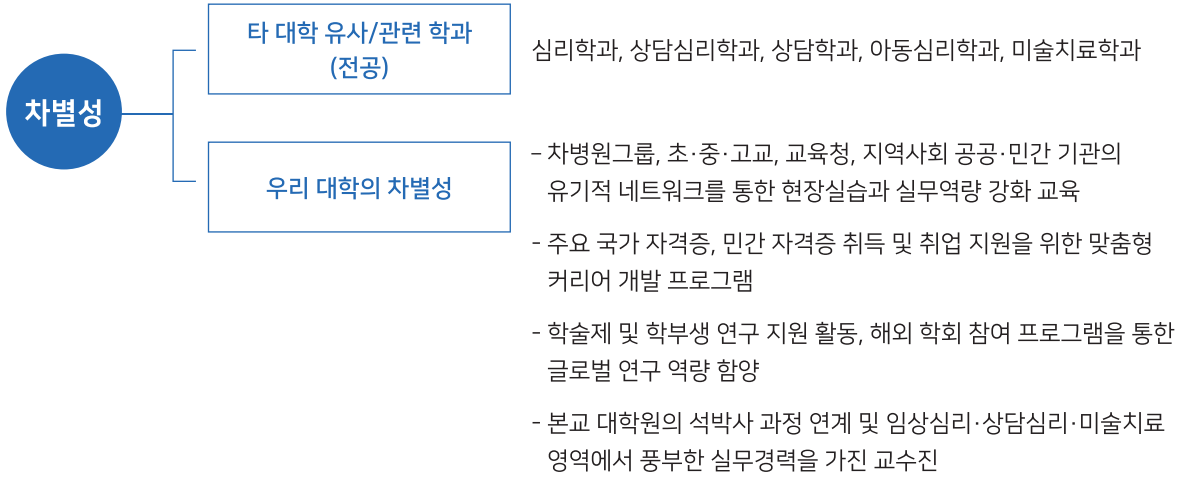 차별성
타 대학 유사/관련 학과
(전공)
심리학과, 상담심리학과, 상담학과, 아동심리학과, 미술치료학과
우리 대학의 차별성
– 차병원그룹, 초·중·고교, 교육청, 지역사회 공공·민간 기관의
유기적 네트워크를 통한 현장실습과 실무역량 강화 교육
- 주요 국가 자격증, 민간 자격증 취득 및 취업 지원을 위한 맞춤형
커리어 개발 프로그램
- 학술제 및 학부생 연구 지원 활동, 해외 학회 참여 프로그램을 통한
글로벌 연구 역량 함양
- 본교 대학원의 석박사 과정 연계 및 임상심리·상담심리·미술치료
영역에서 풍부한 실무경력을 가진 교수진